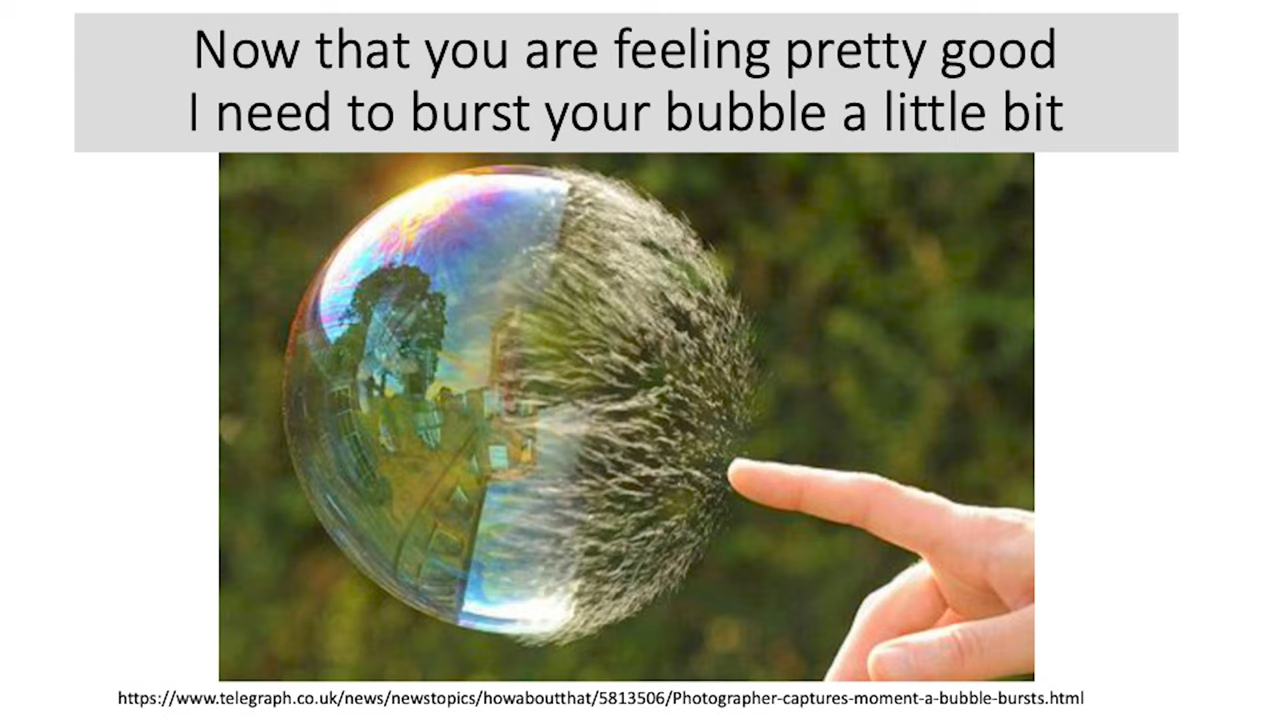 Now that you are feeling pretty good
I need to burst your bubble a little bit
https://www.telegraph.co.uk/news/newstopics/howaboutthat/5813506/Photographer-captures-moment-a-bubble-bursts.html